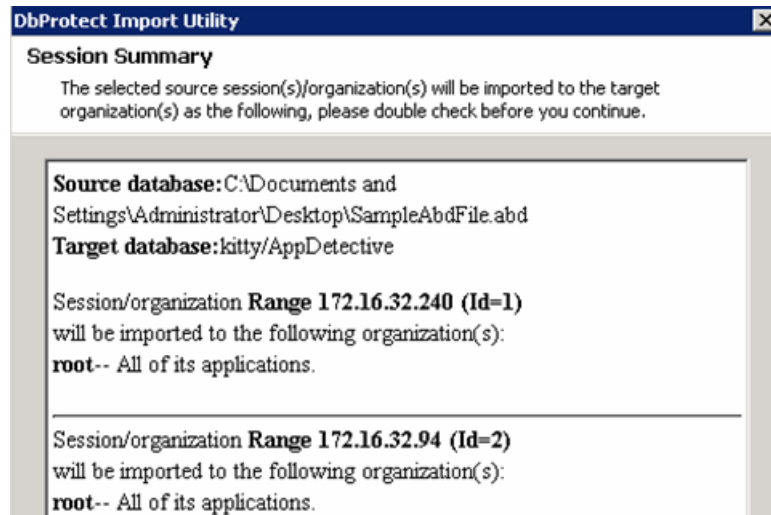 DbProtect Import Utility
Session Summary
The selected source session(s)/organization(s) will be imported to the target
organization(s) as the following, please double check before you continue.
Source database:C:\Documents and
Settings\Administrator\Desktop\SampleAbdFile.abd
Target database:kitty/AppDetective
Session/organization Range 172.16.32.240 (Id=1)
will be imported to the following organization(s):
root-- All of its applications.
Session/organization Range 172.16.32.94 (Id=2)
will be imported to the following organization(s):
root-- All of its applications.